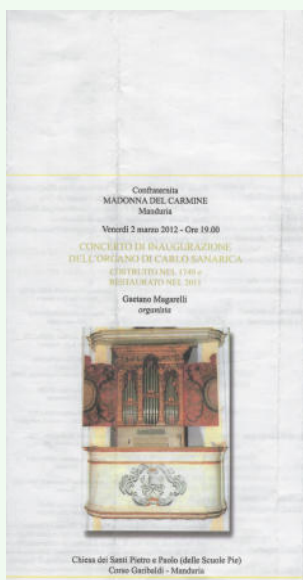 Confraternita
MADONNA DEL CARMINE
Manduria
Venerdì 2 marzo 2012 - Ore 19.00
CONCERTO DI INAUGURAZIONE
DELL'ORGANO DI CARLO SANARICA
COSTRUITO NEL 1749 e
RESTAURATO NEL 2011
Gaetano Magarelli
organista
Chiesa dei Santi Pietro e Paolo (delle Scuole Pie)
Corso Garibaldi - Manduria